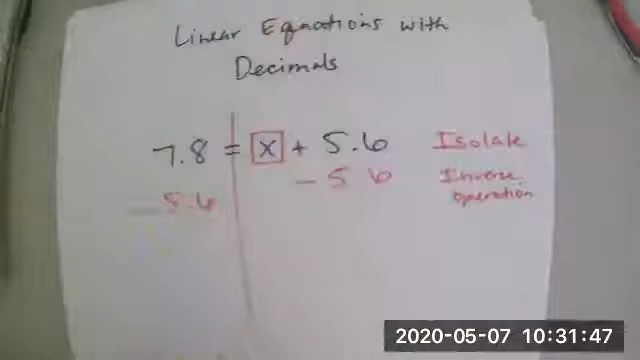 Linear Equations with
Decimals
7.8 = x + 5.6 Isolate
- 5 6 Inverse
- 5.6 operation
2020-05-07 10:31:47